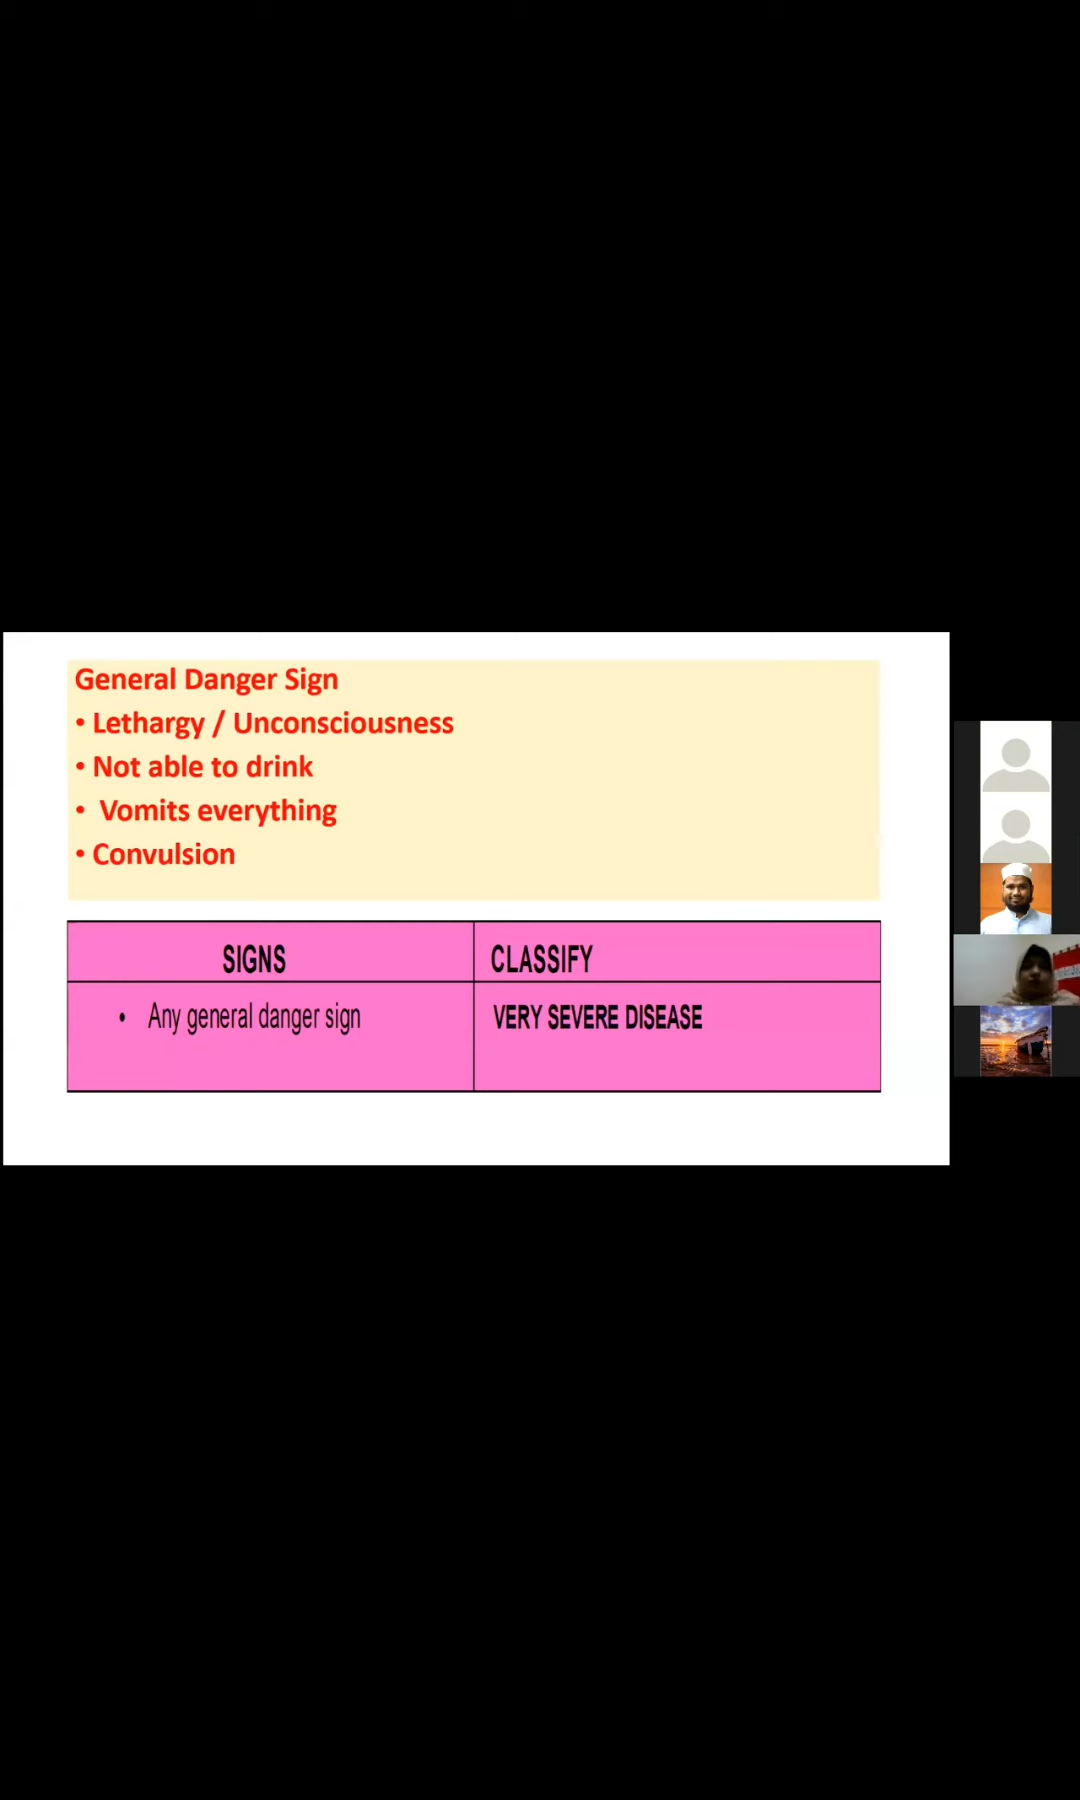 General Danger Sign
• Lethargy / Unconsciousness
• Not able to drink
• Vomits everything
• Convulsion
SIGNS
CLASSIFY
• Any general danger sign
VERY SEVERE DISEASE